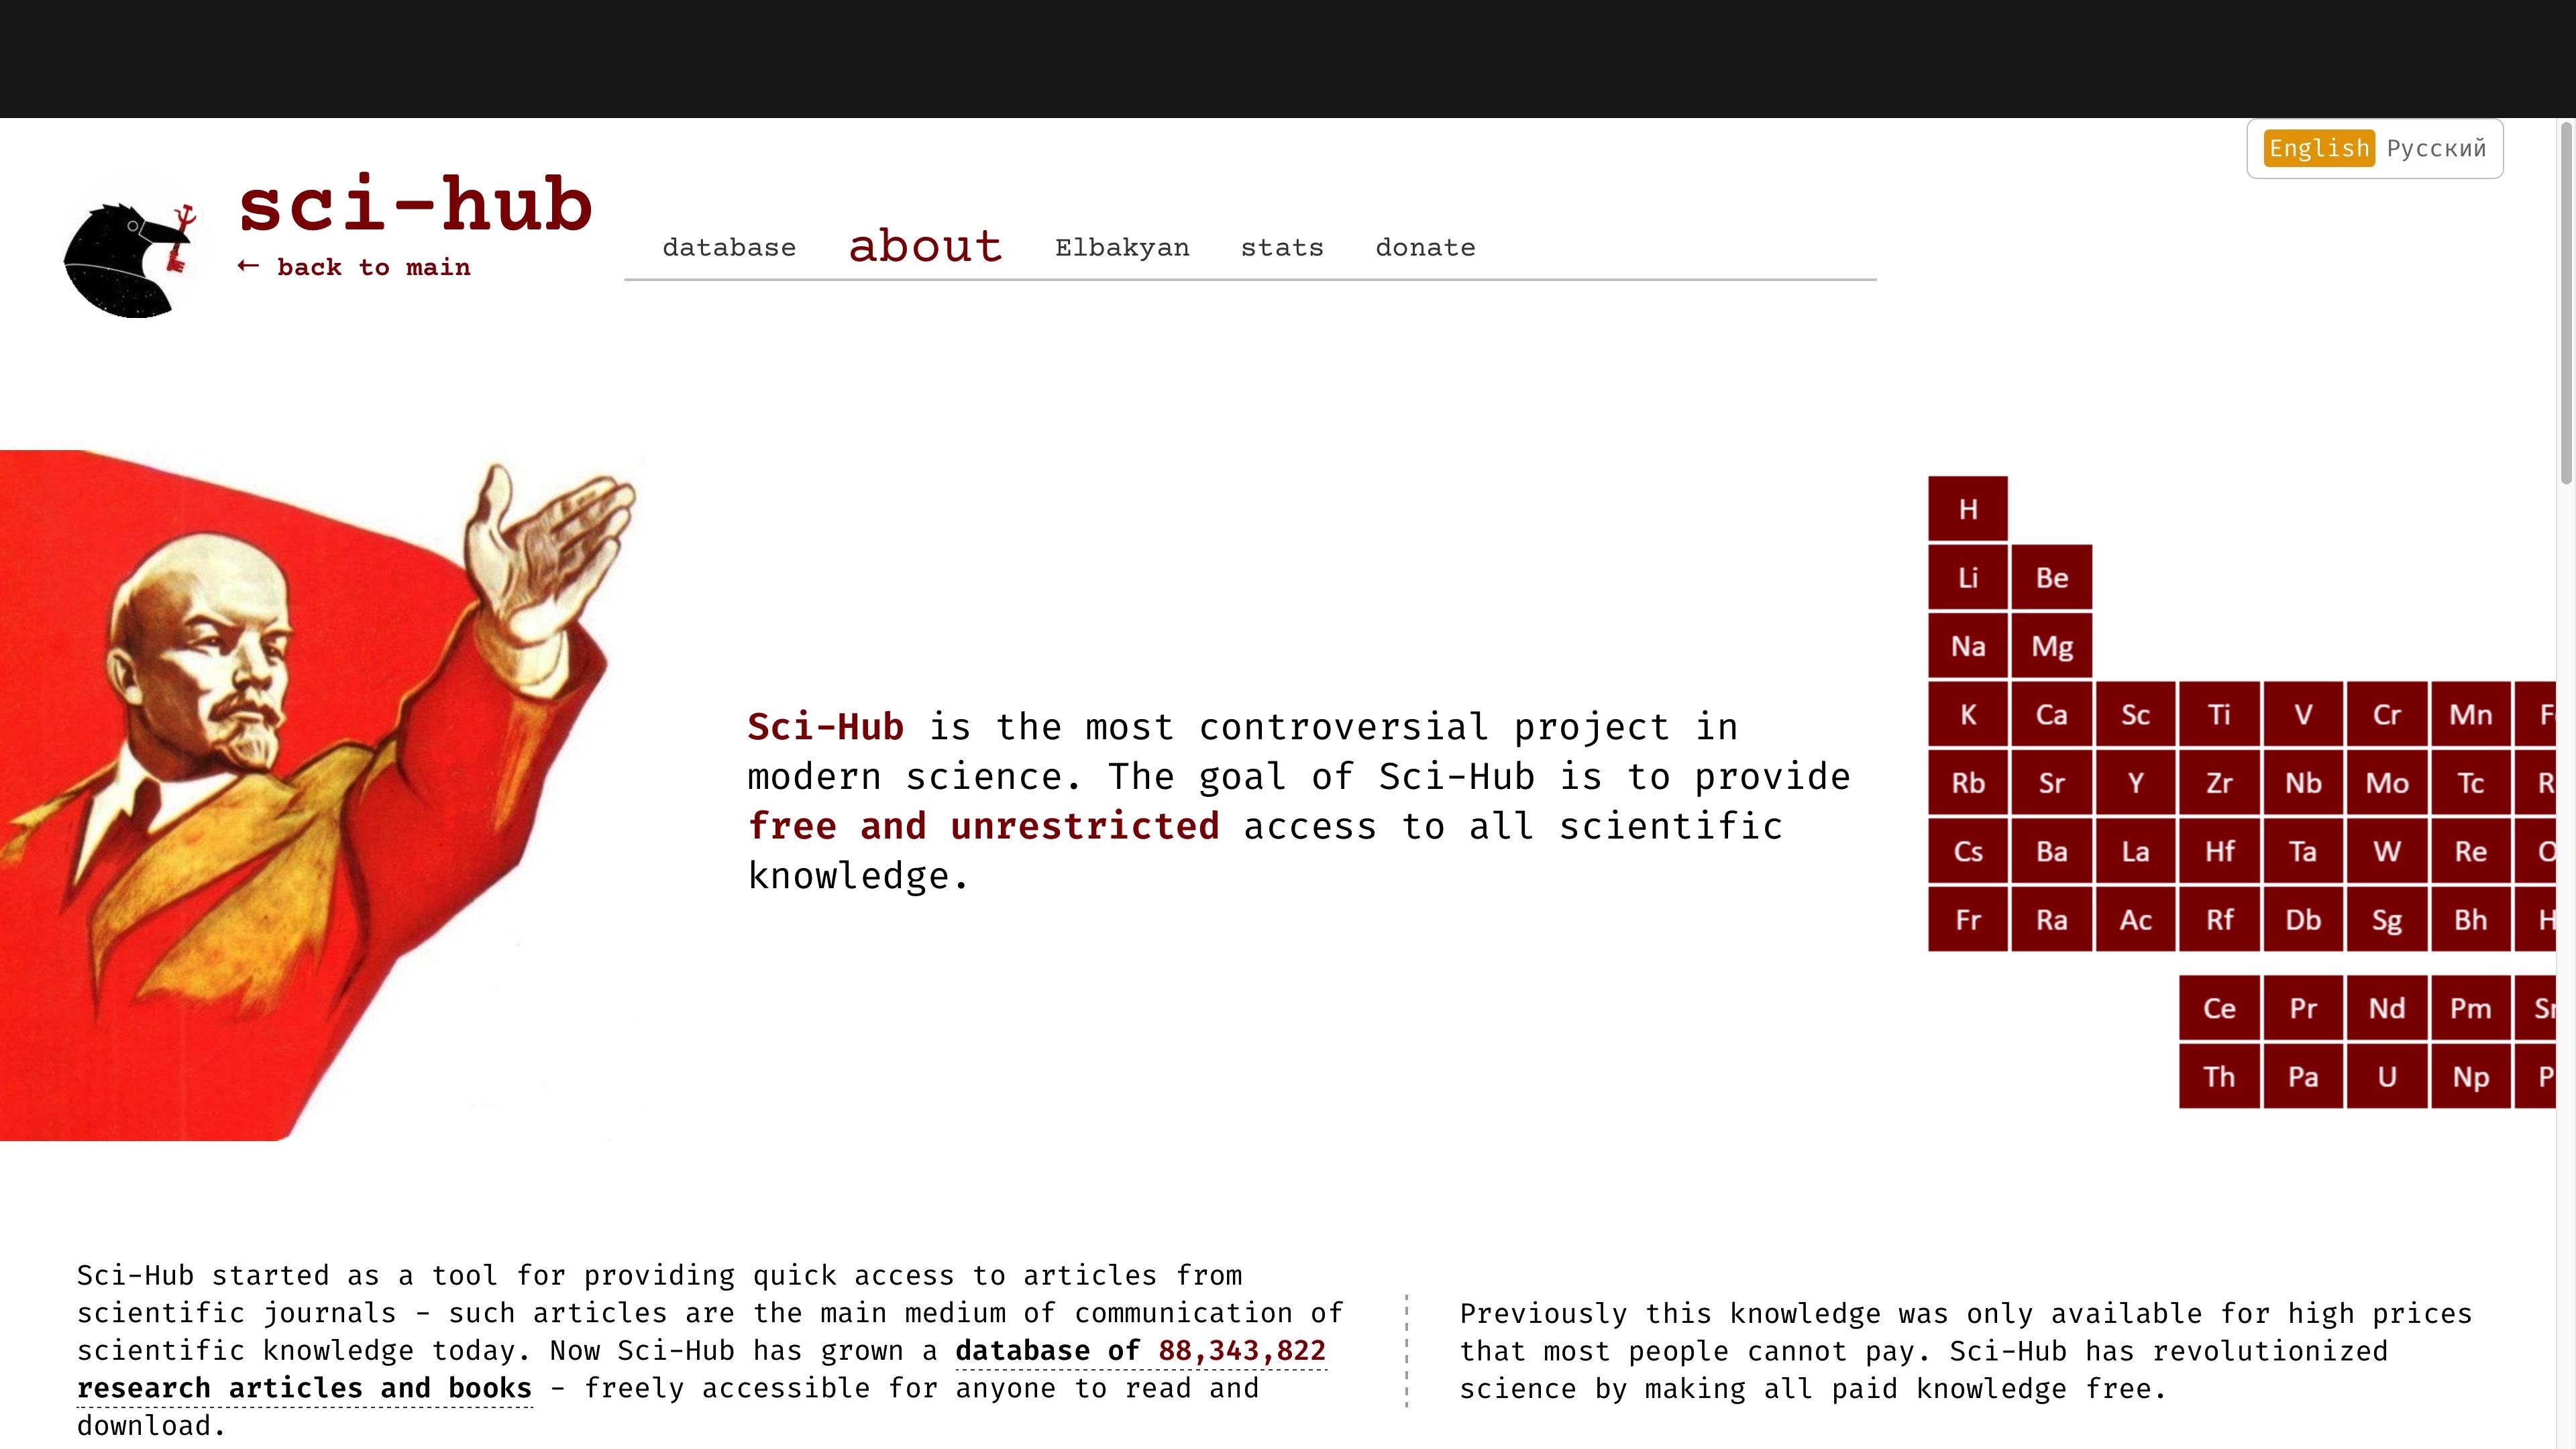 English Русский
sci-hub
← back to main
database about Elbakyan stats donate
Sci-Hub is the most controversial project in
modern science. The goal of Sci-Hub is to provide
free and unrestricted access to all scientific
knowledge.
H
Li Be
Na Mg
K Ca Sc Ti V Cr Mn
Rb Sr Y Zr Nb Mo Tc
Cs Ba La Hf Ta W Re
Fr Ra Ac Rf Db Sg Bh
Ce Pr Nd Pm
Th Pa U Np
Sci-Hub started as a tool for providing quick access to articles from
scientific journals - such articles are the main medium of communication of
scientific knowledge today. Now Sci-Hub has grown a database of 88,343,822
research articles and books - freely accessible for anyone to read and
download.
Previously this knowledge was only available for high prices
that most people cannot pay. Sci-Hub has revolutionized
science by making all paid knowledge free.